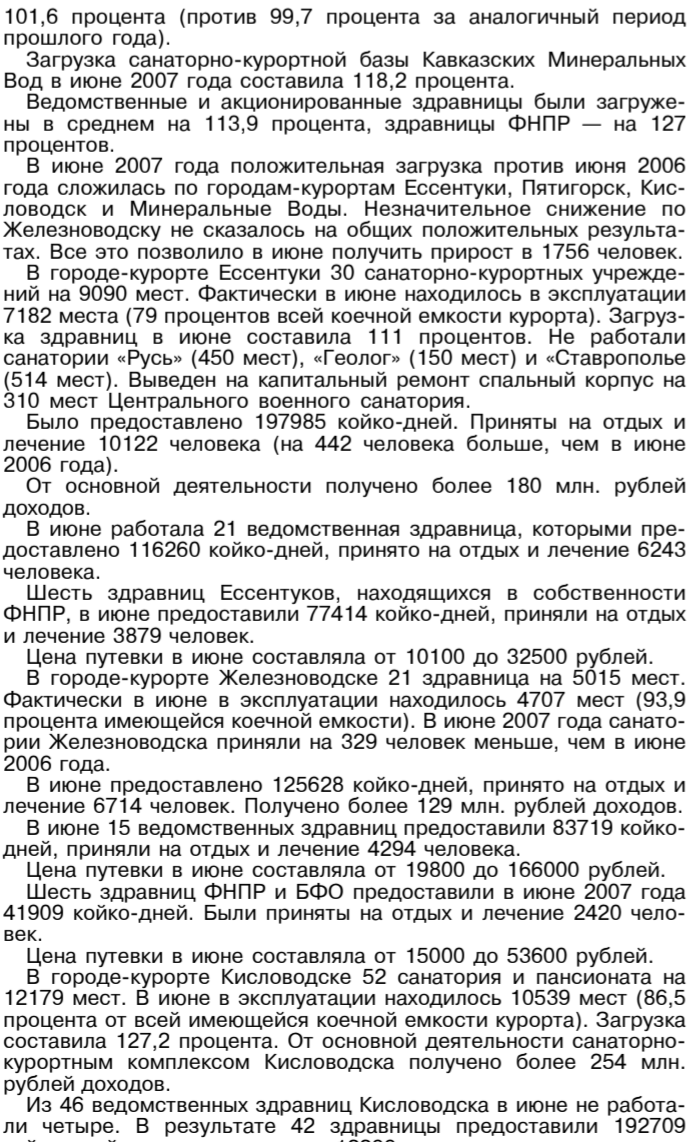 101,6 процента (против 99,7 процента за аналогичный период
прошлого года).
Загрузка санаторно-курортной базы Кавказских Минеральных
Вод в июне 2007 года составила 118,2 процента.
Ведомственные и акционированные здравницы были загруже-
ны в среднем на 113,9 процента, здравницы ФНПР — на 127
процентов.
В июне 2007 года положительная загрузка против июня 2006
года сложилась по городам-курортам Ессентуки, Пятигорск, Кис-
ловодск и Минеральные Воды. Незначительное снижение по
Железноводску не сказалось на общих положительных результа-
тах. Все это позволило в июне получить прирост в 1756 человек.
В городе-курорте Ессентуки 30 санаторно-курортных учрежде-
ний на 9090 мест. Фактически в июне находилось в эксплуатации
7182 места (79 процентов всей коечной емкости курорта). Загруз-
ка здравниц в июне составила 111 процентов. Не работали
санатории «Русь» (450 мест), «Геолог» (150 мест) и «Ставрополье
(514 мест). Выведен на капитальный ремонт спальный корпус на
310 мест Центрального военного санатория.
Было предоставлено 197985 койко-дней. Приняты на отдых и
лечение 10122 человека (на 442 человека больше, чем в июне
2006 года).
От основной деятельности получено более 180 млн. рублей
доходов.
В июне работала 21 ведомственная здравница, которыми пре-
доставлено 116260 койко-дней, принято на отдых и лечение 6243
человека.
Шесть здравниц Ессентуков, находящихся в собственности
ФНПР, в июне предоставили 77414 койко-дней, приняли на отдых
и лечение 3879 человек.
Цена путевки в июне составляла от 10100 до 32500 рублей.
В городе-курорте Железноводске 21 здравница на 5015 мест.
Фактически в июне в эксплуатации находилось 4707 мест (93,9
процента имеющейся коечной емкости). В июне 2007 года санато-
рии Железноводска приняли на 329 человек меньше, чем в июне
2006 года.
В июне предоставлено 125628 койко-дней, принято на отдых и
лечение 6714 человек. Получено более 129 млн. рублей доходов.
В июне 15 ведомственных здравниц предоставили 83719 койко-
дней, приняли на отдых и лечение 4294 человека.
Цена путевки в июне составляла от 19800 до 166000 рублей.
Шесть здравниц ФНПР и БФО предоставили в июне 2007 года
41909 койко-дней. Были приняты на отдых и лечение 2420 чело-
век.
Цена путевки в июне составляла от 15000 до 53600 рублей.
В городе-курорте Кисловодске 52 санатория и пансионата на
12179 мест. В июне в эксплуатации находилось 10539 мест (86,5
процента от всей имеющейся коечной емкости курорта). Загрузка
составила 127,2 процента. От основной деятельности санаторно-
курортным комплексом Кисловодска получено более 254 млн.
рублей доходов.
Из 46 ведомственных здравниц Кисловодска в июне не работа-
ли четыре. В результате 42 здравницы предоставили 192709